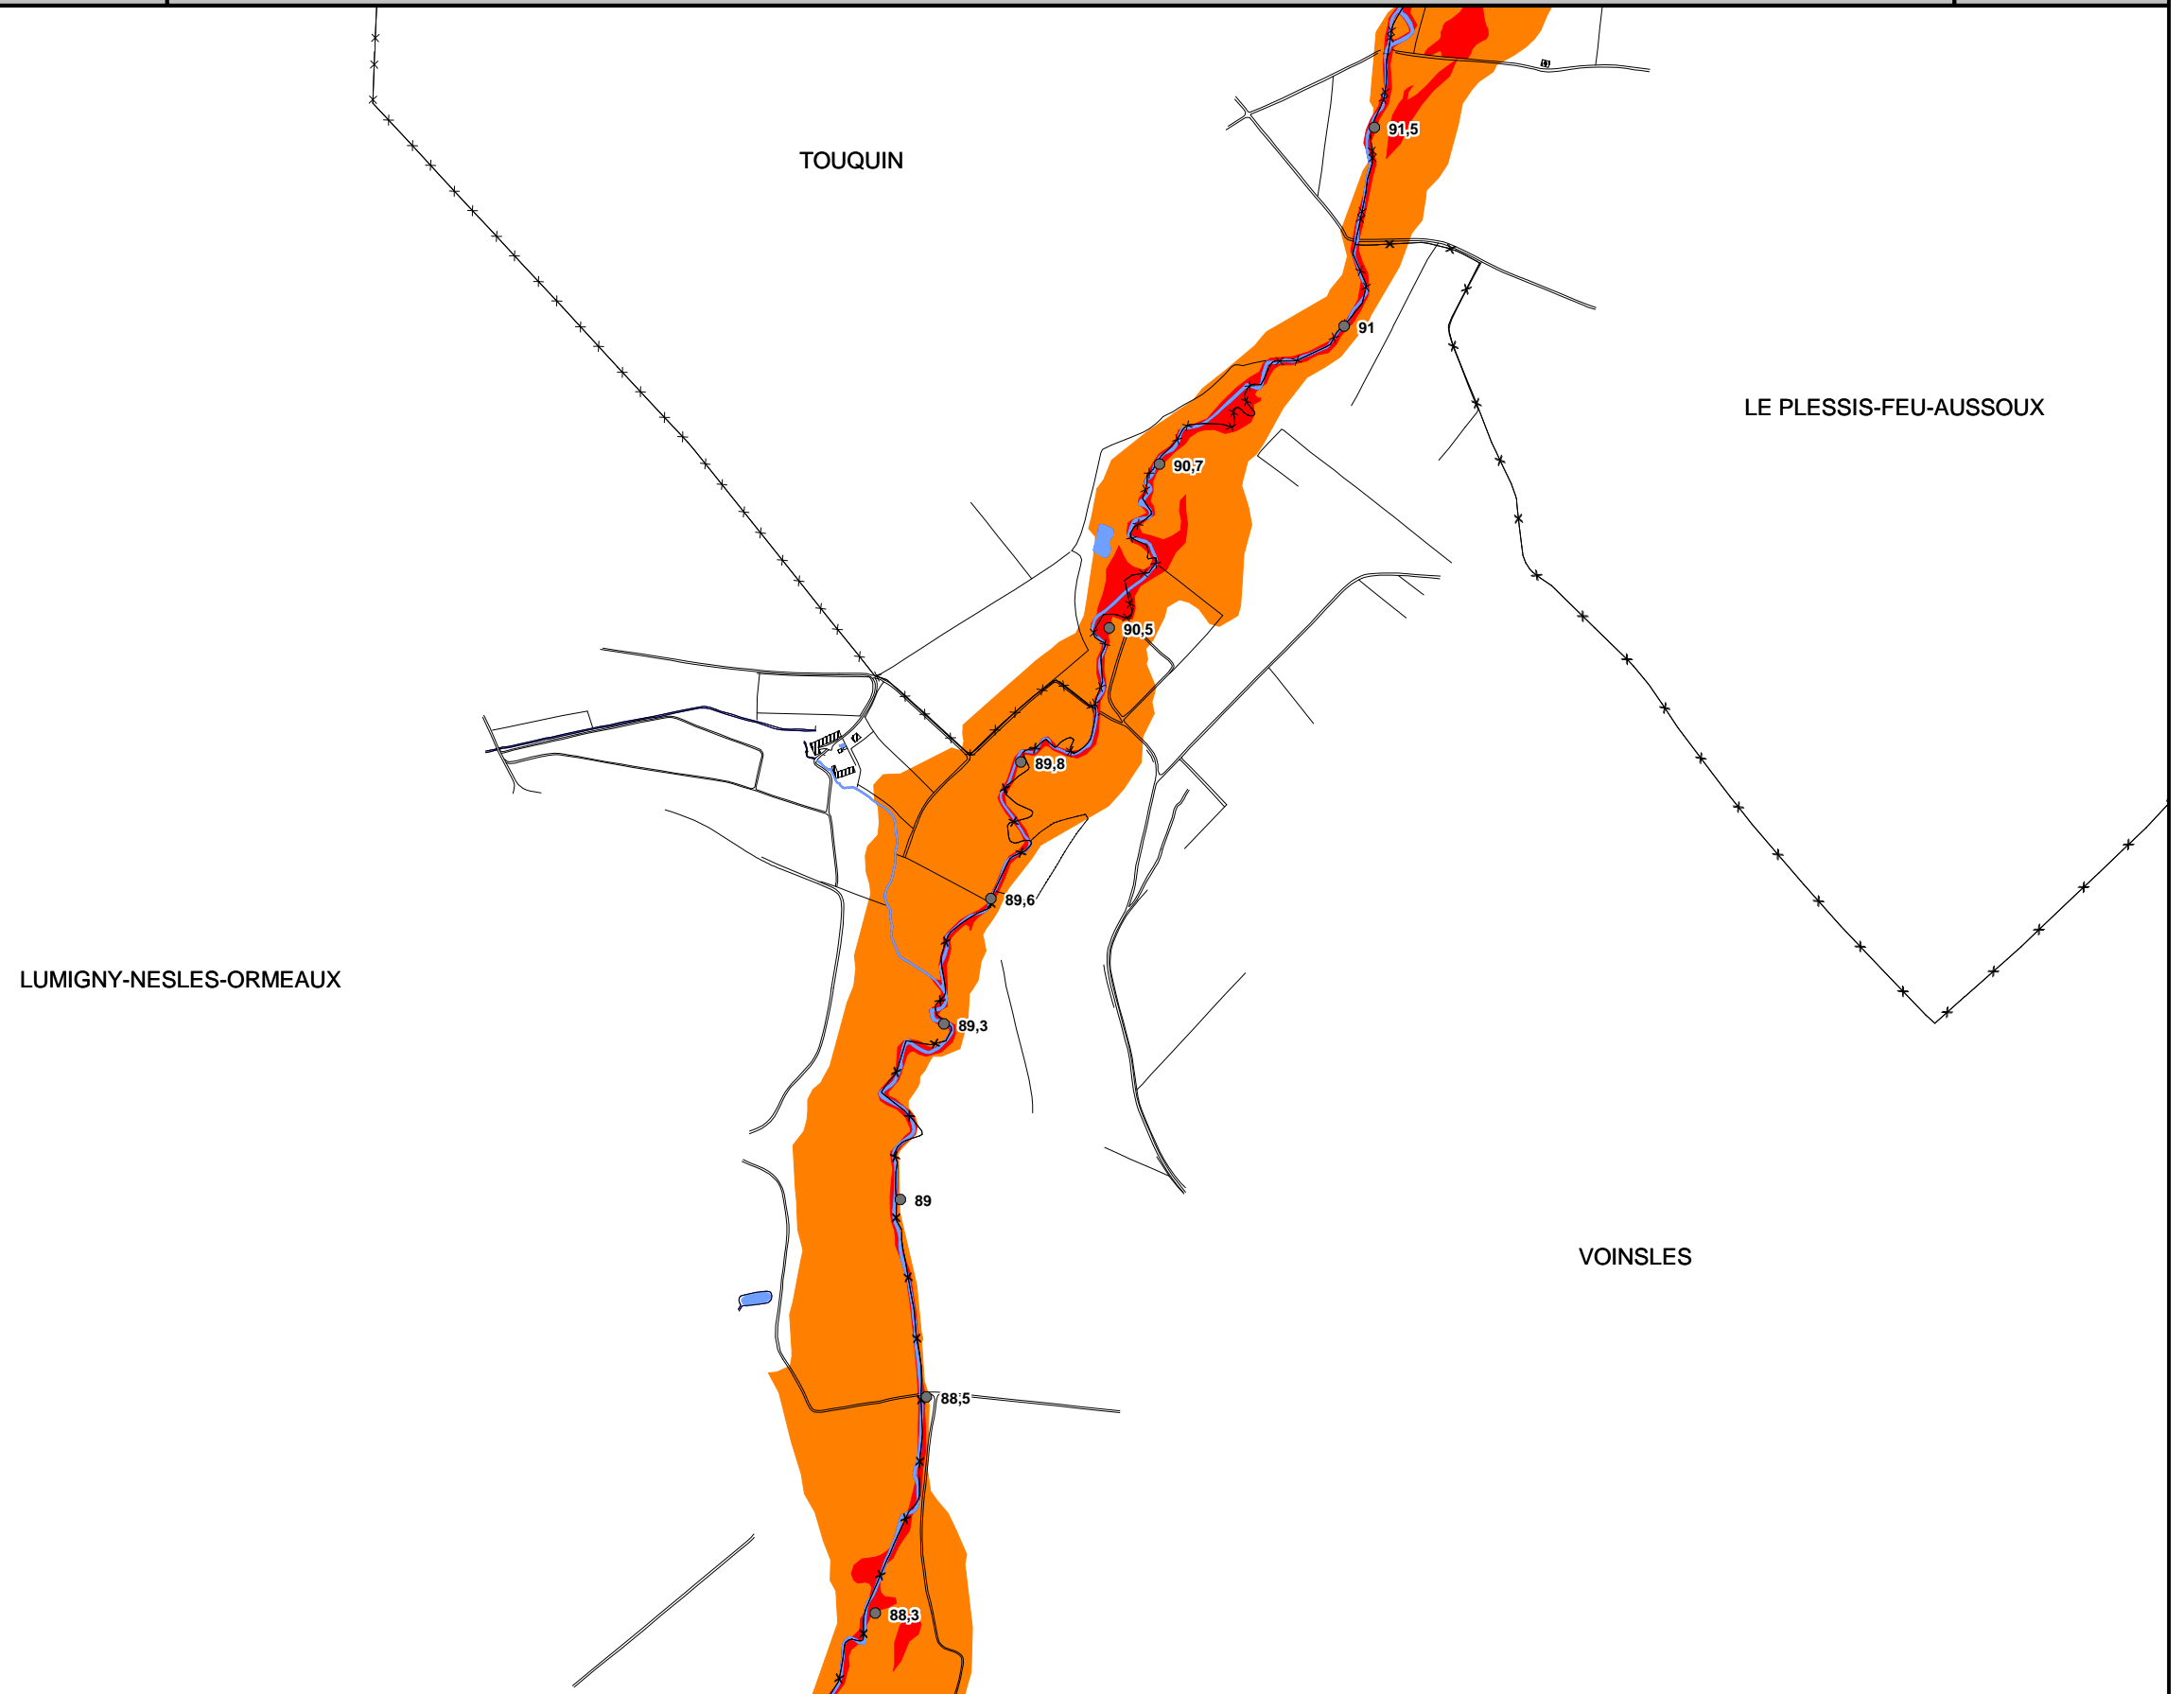 91,5
TOUQUIN
91
LE PLESSIS-FEU-AUSSOUX
90,7
90,5
89,8
89,6
LUMIGNY-NESLES-ORMEAUX
89,3
89
VOINSLES
88,5
88,3